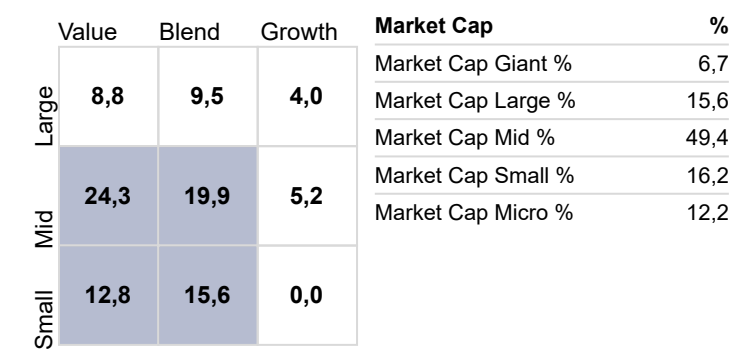 Value Blend Growth
Large 8,8 9,5 4,0
Mid 24,3 19,9 5,2
Small 12,8 15,6 0,0
Market Cap %
Market Cap Giant % 6,7
Market Cap Large % 15,6
Market Cap Mid % 49,4
Market Cap Small % 16,2
Market Cap Micro % 12,2